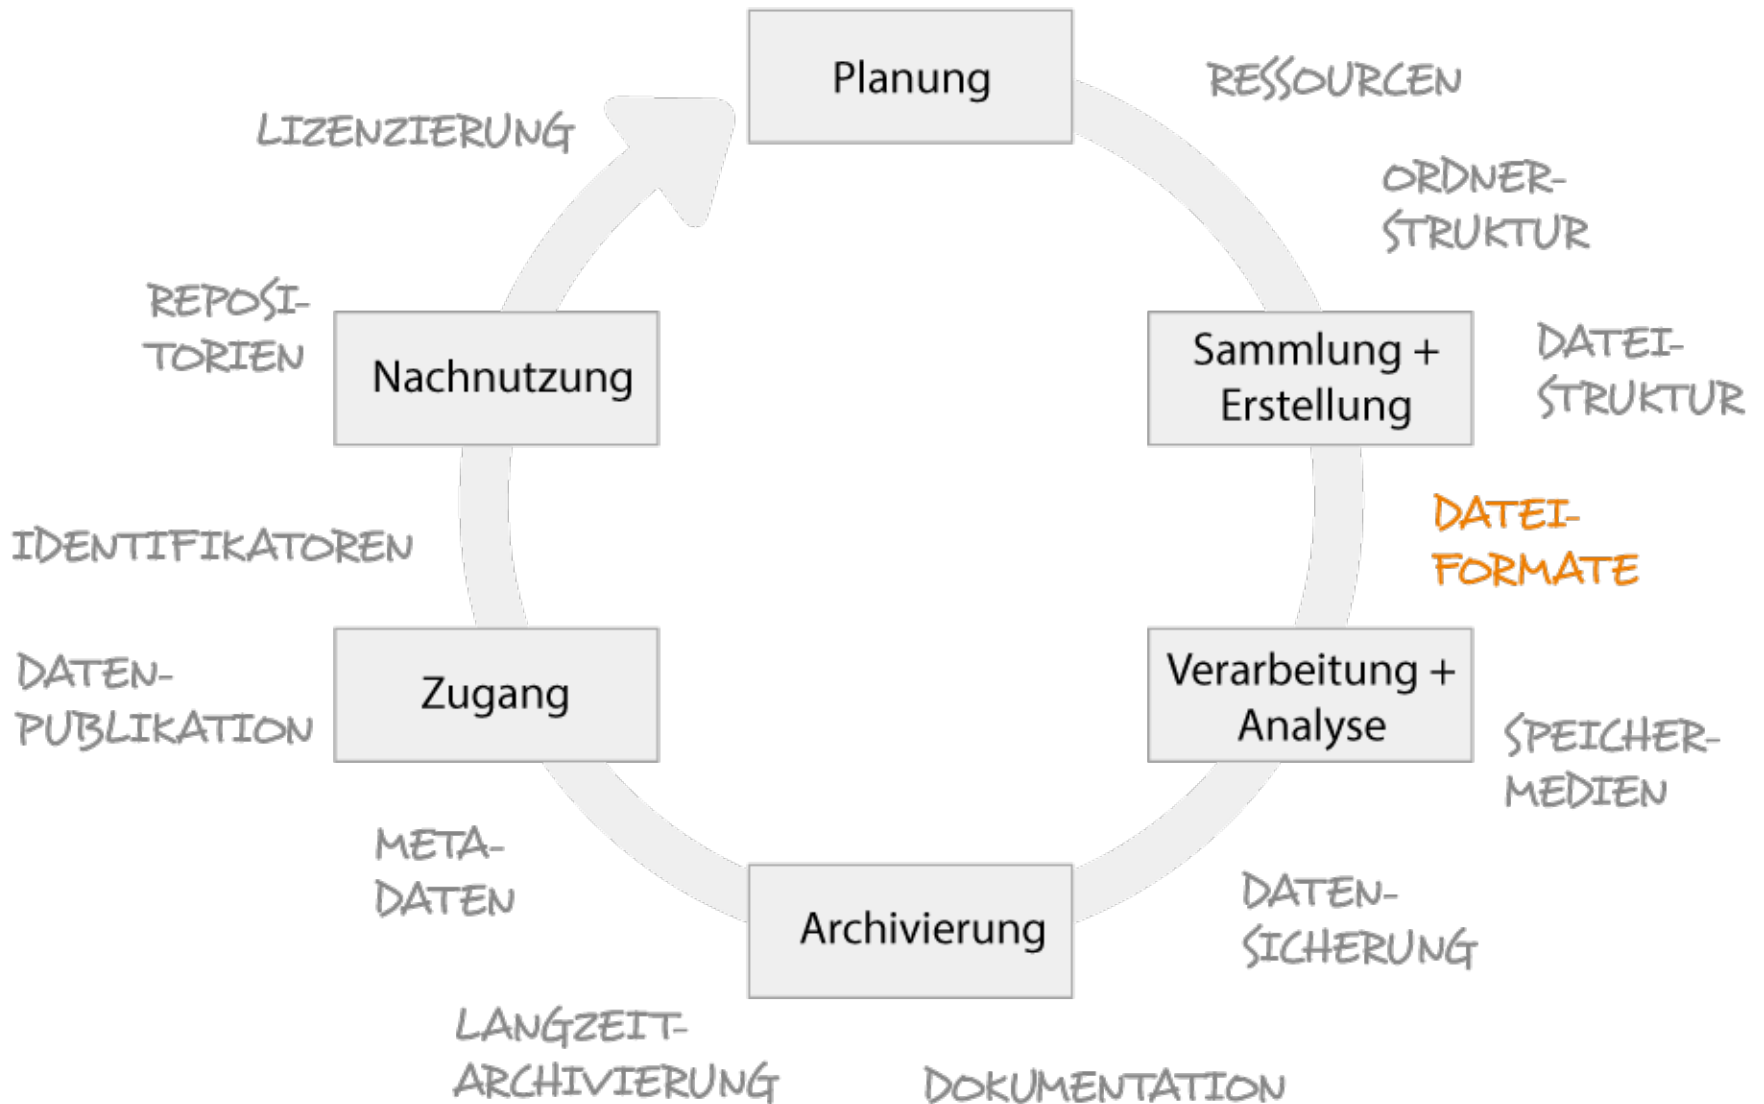 Planung
RESSOURCEN
LIZENZIERUNG
ORDNER-
STRUKTUR
REPOSI-
TORIEN
Nachnutzung
Sammlung +
Erstellung
DATEI-
STRUKTUR
DATEI-
FORMATE
IDENTIFIKATOREN
DATEN-
PUBLIKATION
Zugang
Verarbeitung +
Analyse
SPEICHER-
MEDIEN
META-
DATEN
Archivierung
DATEN-
SICHERUNG
LANGZEIT-
ARCHIVIERUNG
DOKUMENTATION